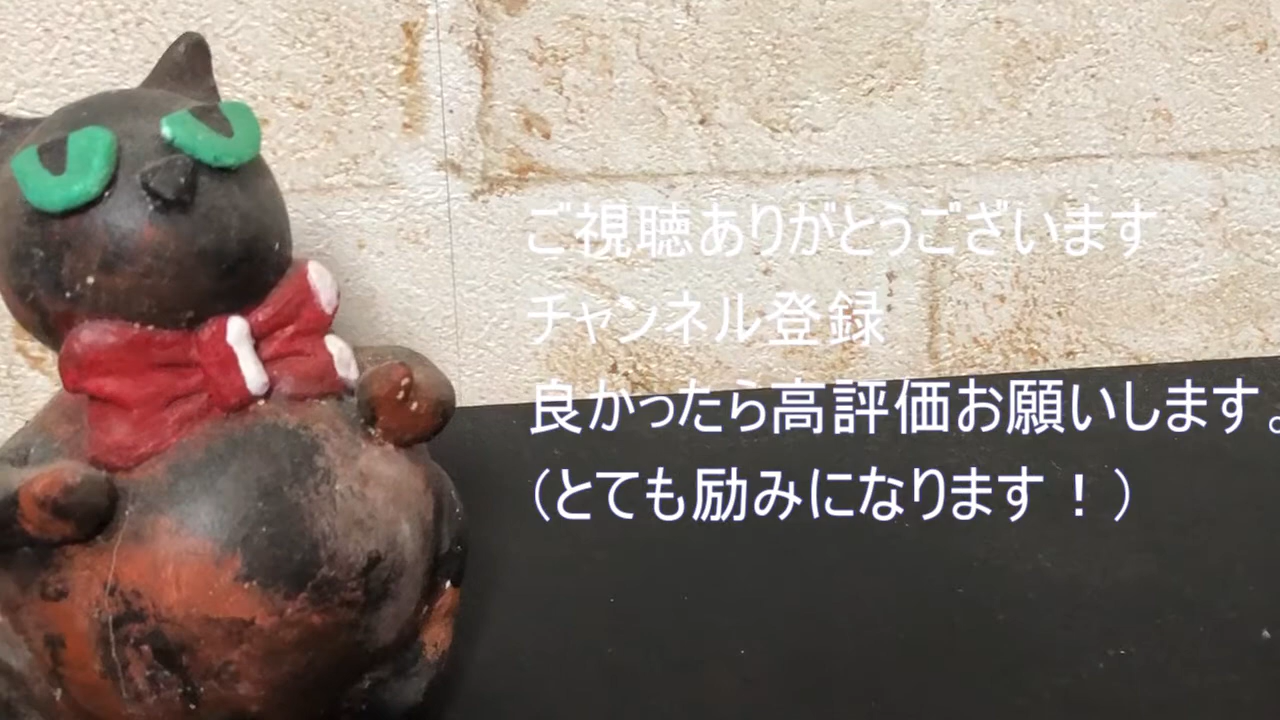 ご視聴ありがとうございます
チャンネル登録
良かったら高評価お願いします。
(とても励みになります！)